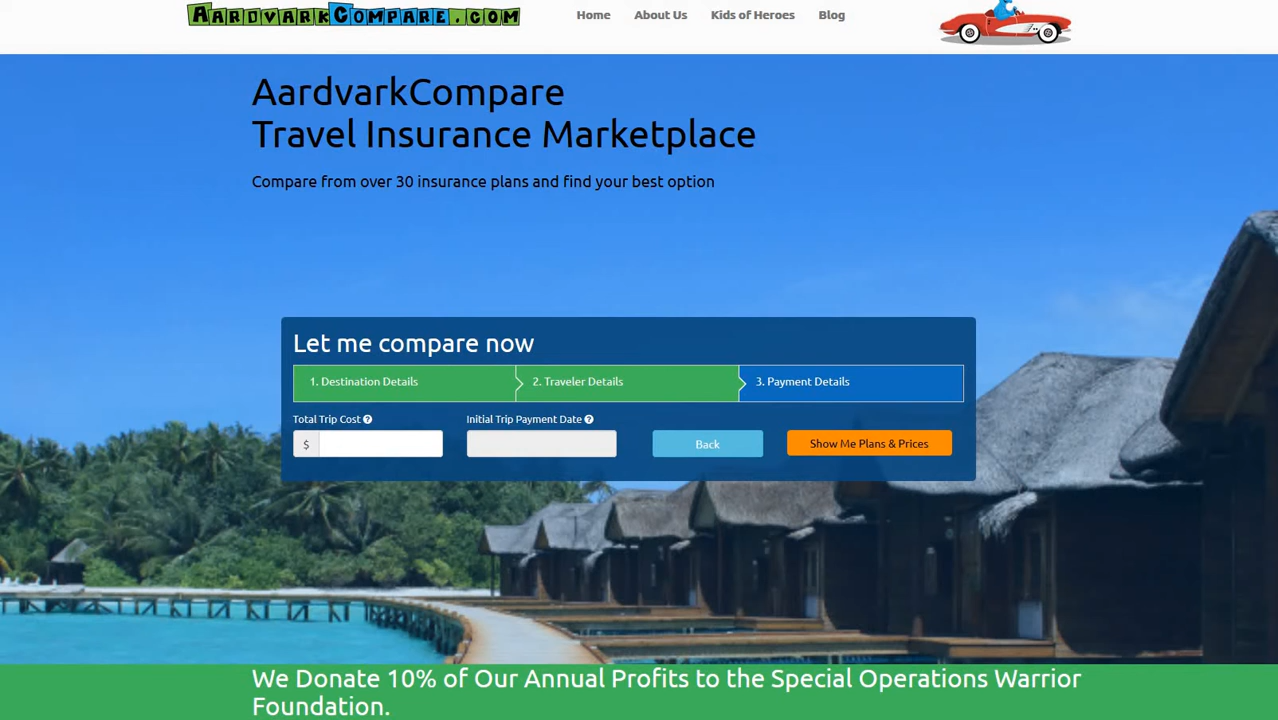 AARDVARKCOMPARE.COM
Home About Us Kids of Heroes Blog
AardvarkCompare
Travel Insurance Marketplace
Compare from over 30 insurance plans and find your best option
Let me compare now
1. Destination Details 2. Traveler Details 3. Payment Details
Total Trip Cost ? Initial Trip Payment Date ?
$ Back Show Me Plans & Prices
We Donate 10% of Our Annual Profits to the Special Operations Warrior
Foundation.